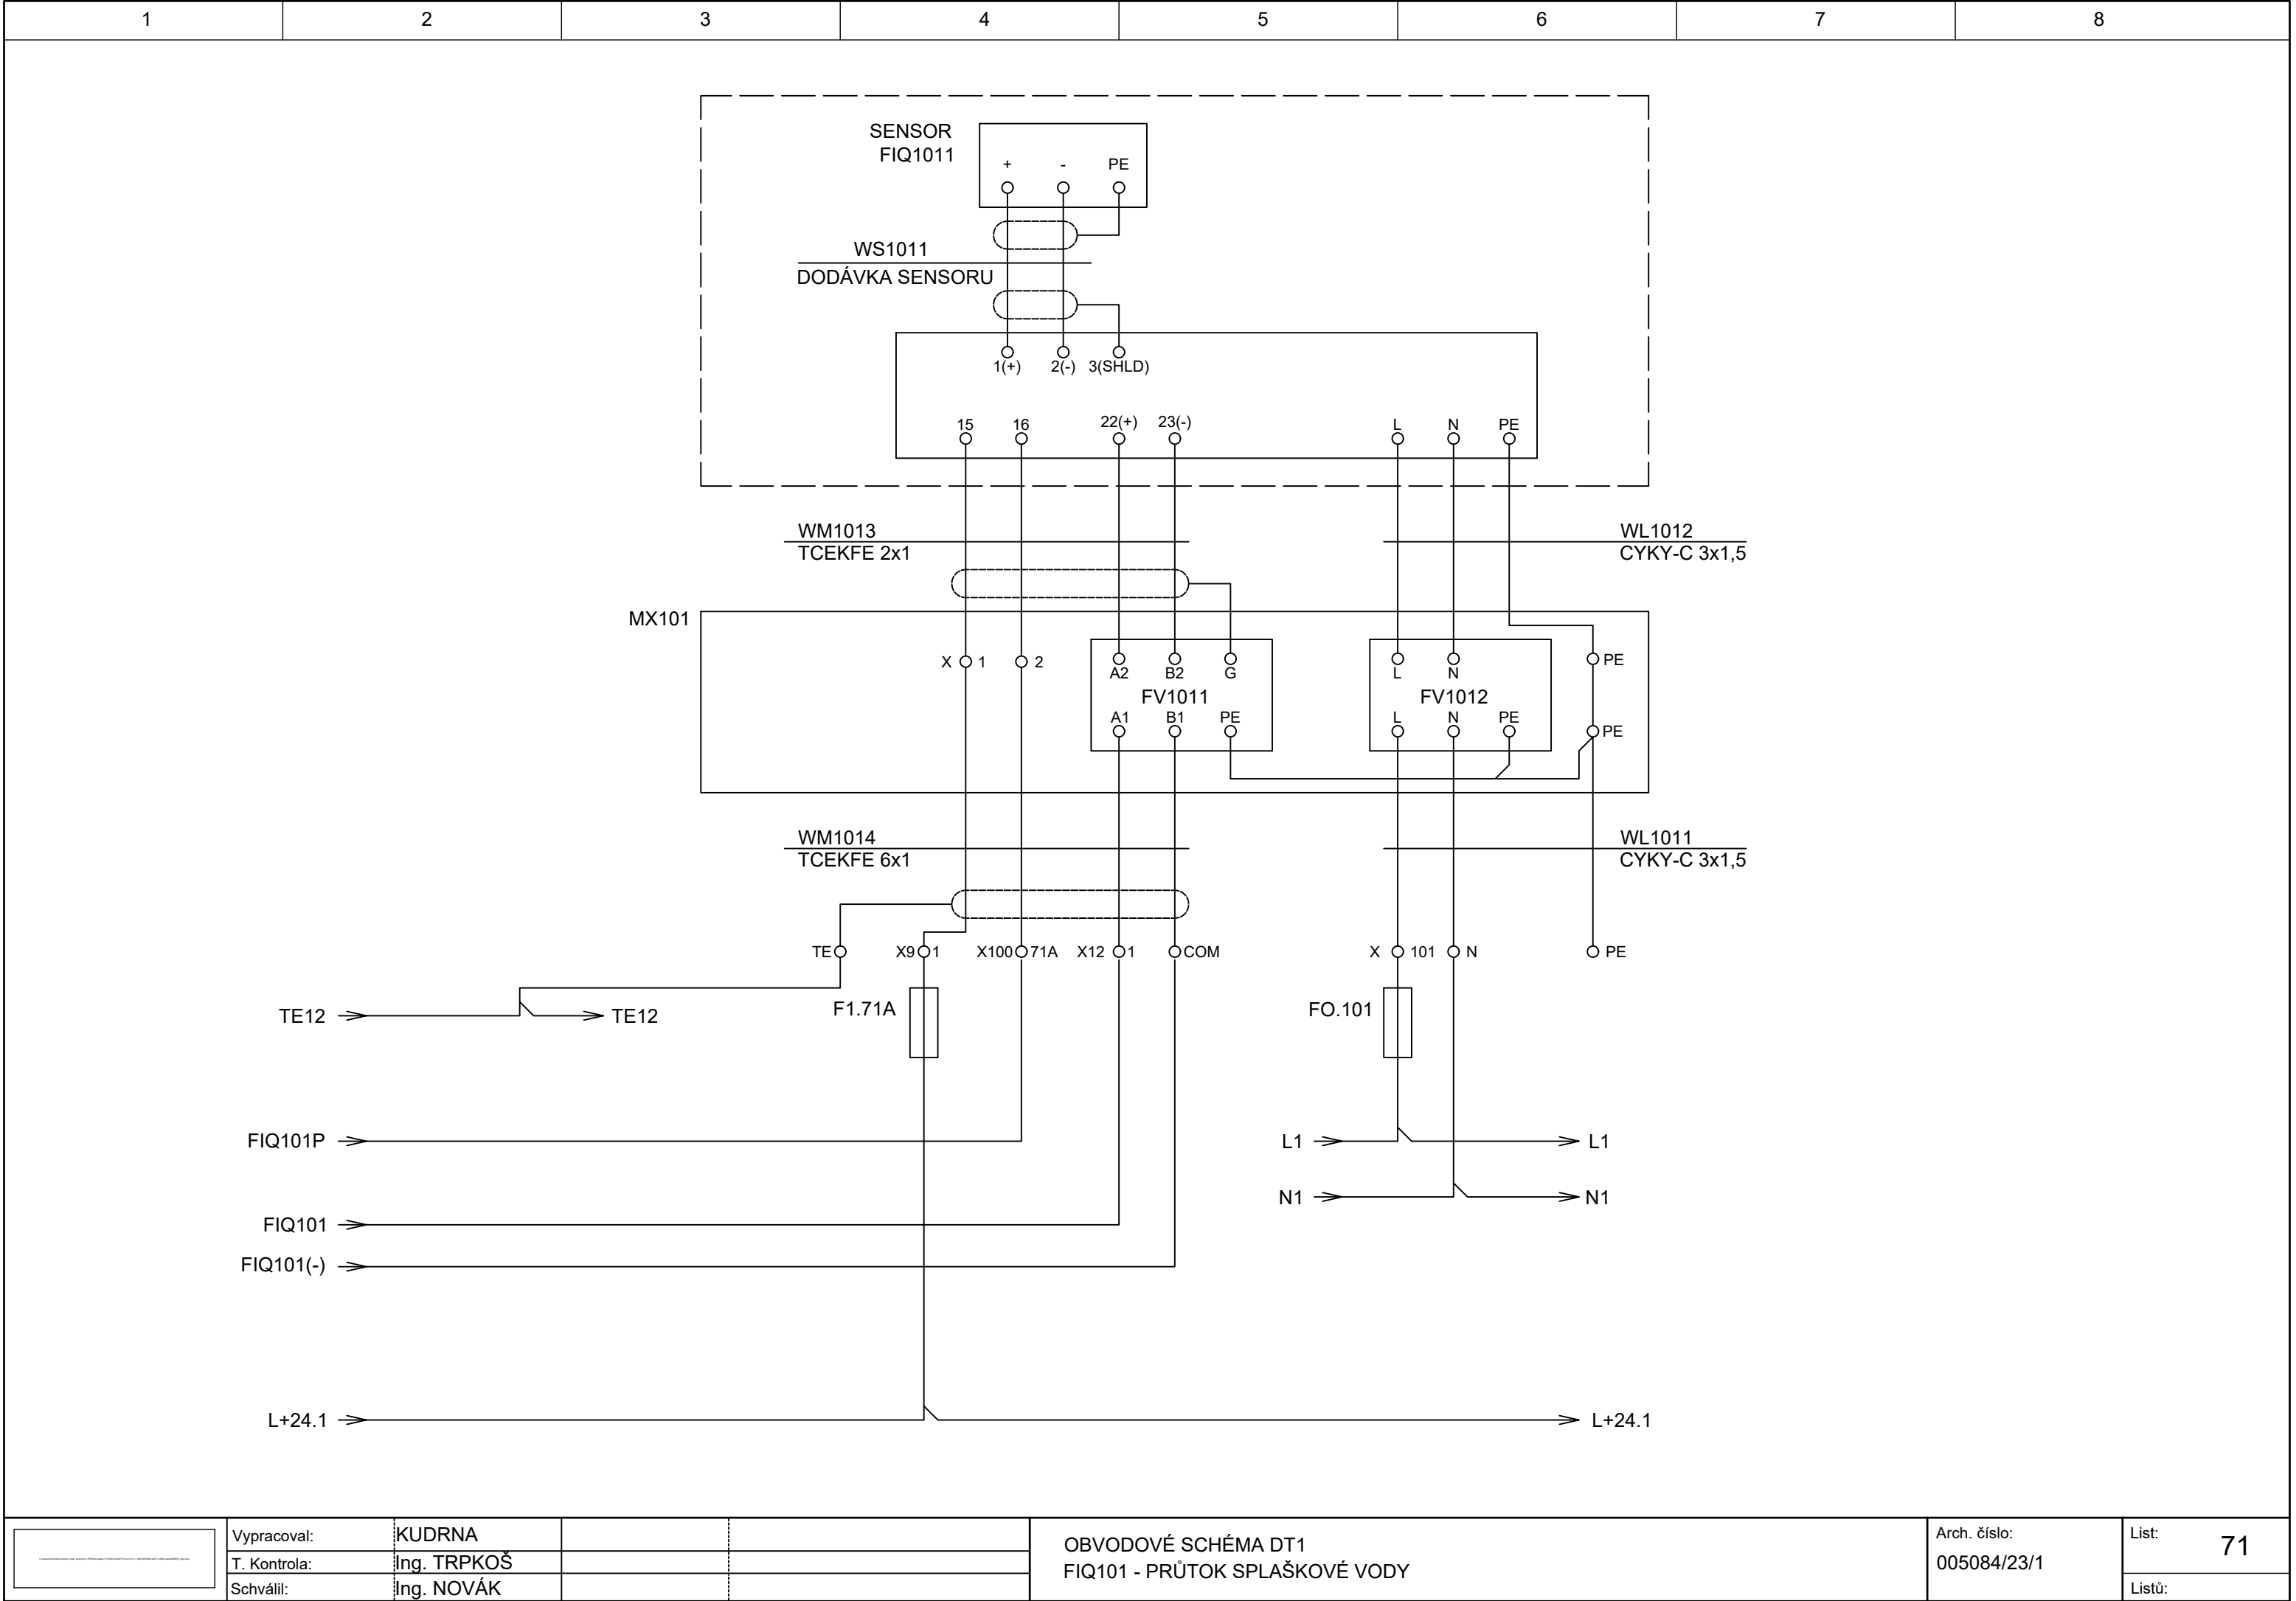 1 2 3 4 5 6 7 8
SENSOR
FIQ1011
+ - PE
WS1011
DODÁVKA SENSORU
1(+) 2(-) 3(SHLD)
15 16 22(+) 23(-) L N PE
WM1013
TCEKFE 2x1
WL1012
CYKY-C 3x1,5
MX101
X 1 2
A2 B2 G
FV1011
A1 B1 PE
L N
FV1012
L N PE
PE
PE
WM1014
TCEKFE 6x1
WL1011
CYKY-C 3x1,5
TE X9 1 X100 71A X12 1 COM X 101 N PE
F1.71A
FO.101
TE12 TE12
FIQ101P
L1 L1
N1 N1
FIQ101
FIQ101(-)
L+24.1 L+24.1
Vypracoval: KUDRNA
T. Kontrola: Ing. TRPKOŠ
Schválil: Ing. NOVÁK
OBVODOVÉ SCHÉMA DT1
FIQ101 - PRŮTOK SPLAŠKOVÉ VODY
Arch. číslo:
005084/23/1
List: 71
Listů: